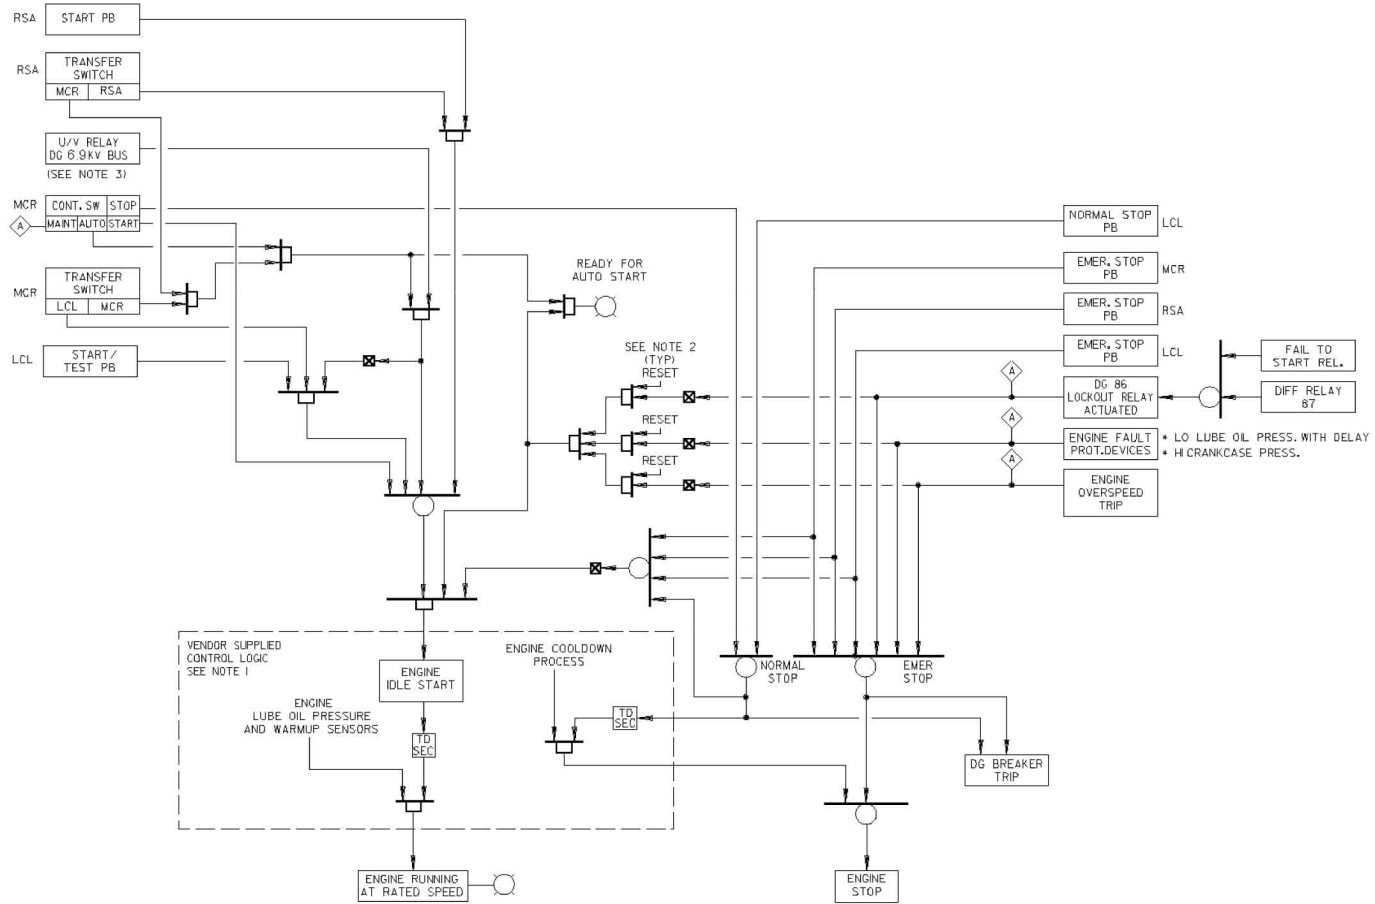 RSA
START PB
RSA
TRANSFER
SWITCH
MCR
RSA
U/V RELAY
DG 6.9KV BUS
(SEE NOTE 3)
MCR
CONT. SW
STOP
A
MAINT
AUTO
START
MCR
TRANSFER
SWITCH
LCL
MCR
LCL
START/
TEST PB
READY FOR
AUTO START
SEE NOTE 2
(TYP)
RESET
RESET
RESET
NORMAL STOP
PB
LCL
EMER. STOP
PB
MCR
EMER. STOP
PB
RSA
EMER. STOP
PB
LCL
FAIL TO
START REL.
DIFF RELAY
87
A
DG 86
LOCKOUT RELAY
ACTUATED
A
ENGINE FAULT
PROT.DEVICES
* LO LUBE OIL PRESS. WITH DELAY
* HI CRANKCASE PRESS.
A
ENGINE
OVERSPEED
TRIP
VENDOR SUPPLIED
CONTROL LOGIC
SEE NOTE 1
ENGINE COOLDOWN
PROCESS
NORMAL
STOP
EMER
STOP
ENGINE
IDLE START
ENGINE
LUBE OIL PRESSURE
AND WARMUP SENSORS
TD
SEC
TD
SEC
DG BREAKER
TRIP
ENGINE RUNNING
AT RATED SPEED
ENGINE
STOP